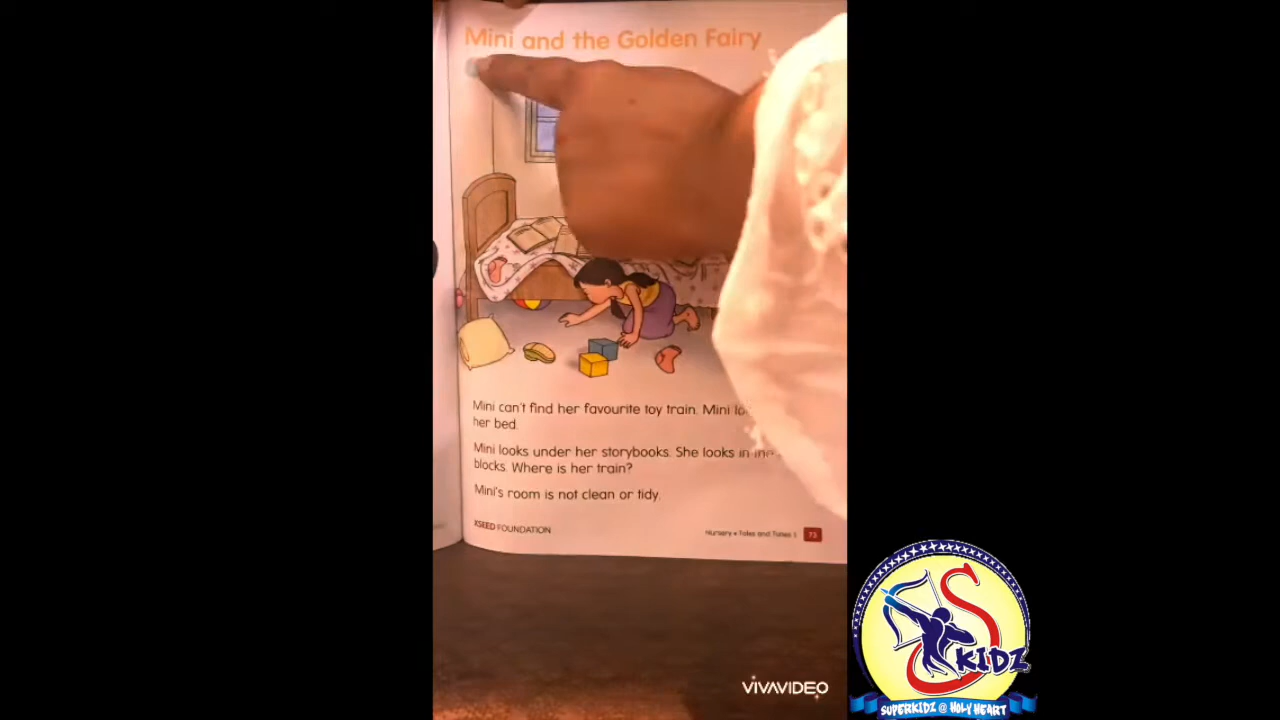 Mini and the Golden Fairy
Mini can't find her favourite toy train. Mini
her bed.
Mini looks under her storybooks. She looks in
blocks. Where is her train?
Mini's room is not clean or tidy.
XSEED FOUNDATION
Nursery • Tales and Tunes 1 73
VIVAVIDEO
S
KIDZ
SUPERKIDZ @ HOLY HEART